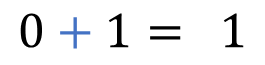 0 + 1 = 1